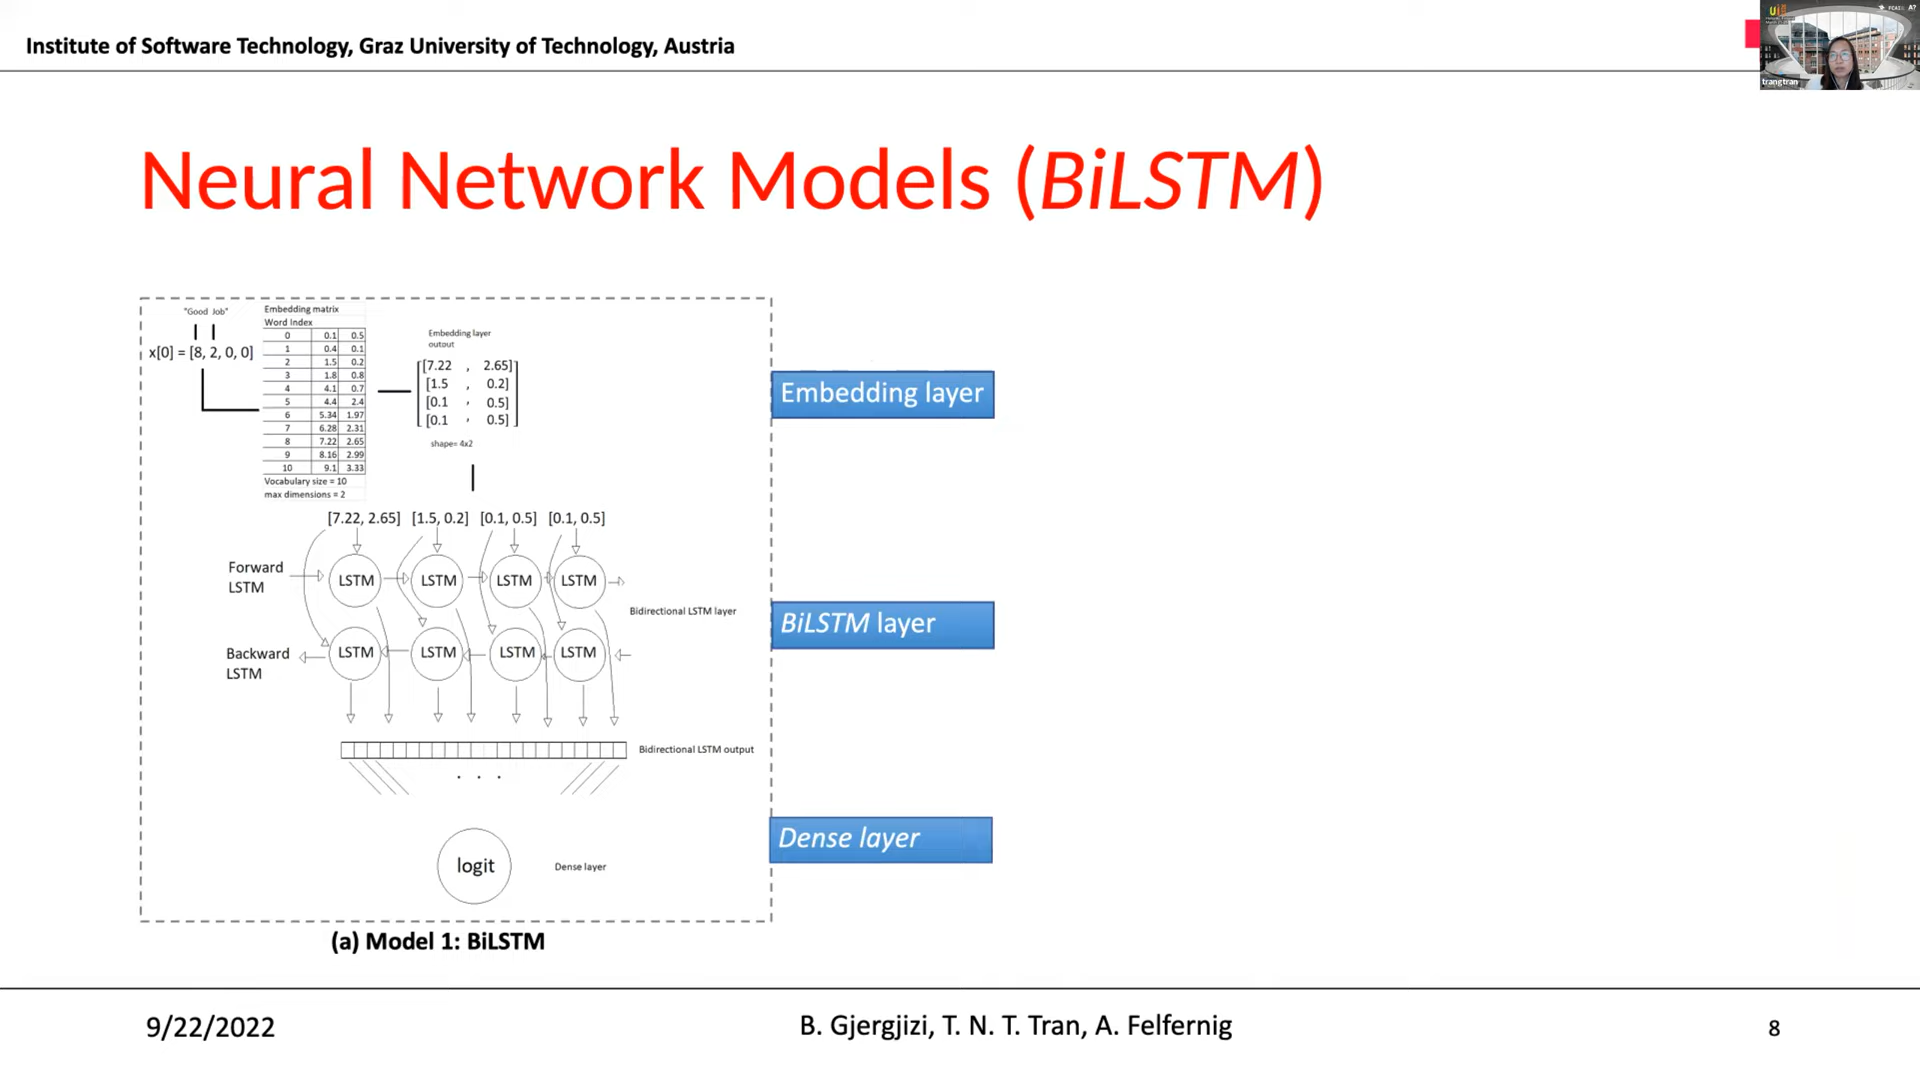 Institute of Software Technology, Graz University of Technology, Austria
trangtran
Neural Network Models (BiLSTM)
"Good Job"
x[0] = [8, 2, 0, 0]
Embedding matrix
Word Index
0 0.1 0.5
1 0.4 0.1
2 1.5 0.2
3 1.8 0.8
4 4.1 0.7
5 4.4 2.4
6 5.34 1.97
7 6.28 2.31
8 7.22 2.65
9 8.16 2.99
10 9.1 3.33
Vocabulary size = 10
max dimensions = 2
Embedding layer
outout
[[7.22 , 2.65]]
[1.5 , 0.2]
[0.1 , 0.5]
[[0.1 , 0.5]]
shape= 4x2
Embedding layer
[7.22, 2.65] [1.5, 0.2] [0.1, 0.5] [0.1, 0.5]
Forward
LSTM
LSTM LSTM LSTM LSTM
Bidirectional LSTM layer
BiLSTM layer
Backward
LSTM
LSTM LSTM LSTM LSTM
Bidirectional LSTM output
. . .
logit
Dense layer
Dense layer
(a) Model 1: BiLSTM
9/22/2022
B. Gjergjizi, T. N. T. Tran, A. Felfernig
8